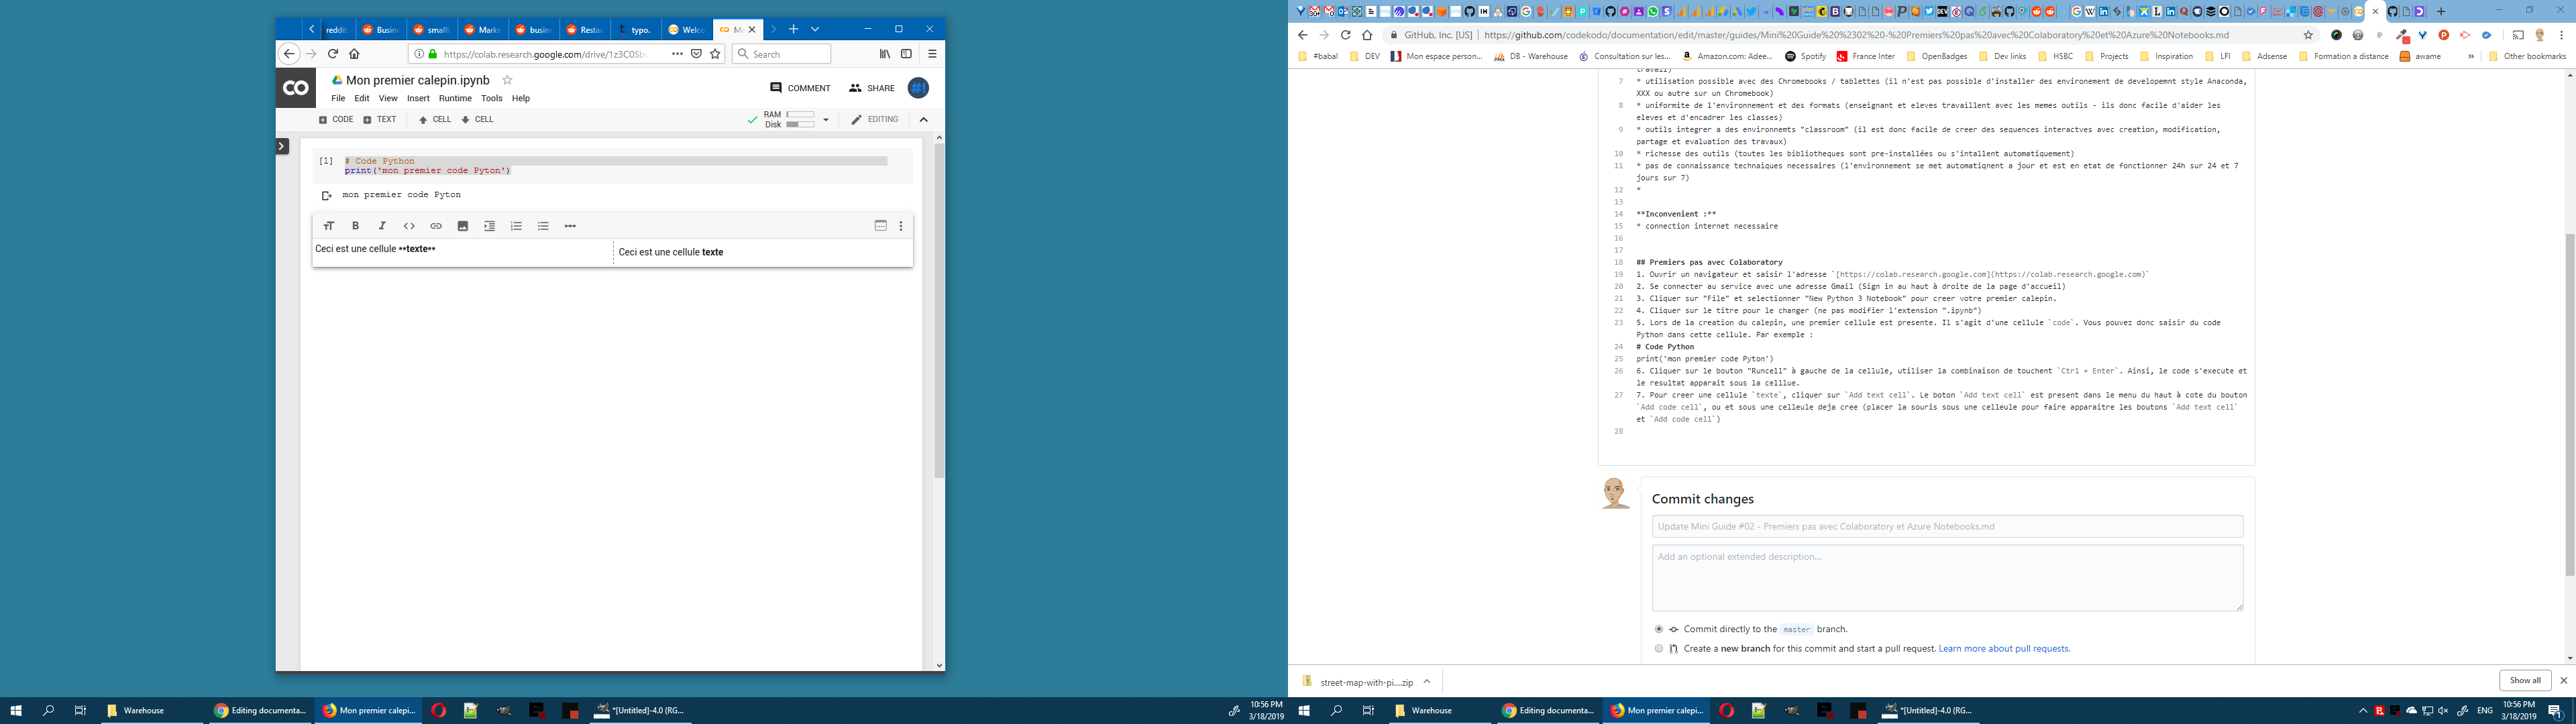 reddit
Busine
smallb
Marke
busine
Restau
typo.
Welco
https://colab.research.google.com/drive/1z3C0Sb
Search
Mon premier calepin.ipynb
COMMENT
SHARE
File Edit View Insert Runtime Tools Help
CODE TEXT CELL CELL
RAM
Disk
EDITING
[1] # Code Python
print('mon premier code Pyton')
mon premier code Pyton
Ceci est une cellule **texte**
Ceci est une cellule texte
GitHub, Inc. [US] | https://github.com/codekodo/documentation/edit/master/guides/Mini%20Guide%20%2302%20-%20Premiers%20pas%20avec%20Colaboratory%20et%20Azure%20Notebooks.md
#babal DEV Mon espace person... DB - Warehouse Consultation sur les... Amazon.com: Adee... Spotify France Inter OpenBadges Dev links HSBC Projects Inspiration LFI Adsense Formation a distance awame » Other bookmarks
travail)
7 * utilisation possible avec des Chromebooks / tablettes (il n'est pas possible d'installer des environement de developemnt style Anaconda,
XXX ou autre sur un Chromebook)
8 * uniformite de l'environement et des formats (enseignant et eleves travaillent avec les memes outils - ils donc facile d'aider les
eleves et d'encadrer les classes)
9 * outils integrer a des environnemts "classroom" (il est donc facile de creer des sequences interactves avec creation, modification,
partage et evaluation des travaux)
10 * richesse des outils (toutes les bibliotheques sont pre-installées ou s'intallent automatiquement)
11 * pas de connaissance technaiques necessaires (l'environement se met automatiqnent a jour et est en etat de fonctionner 24h sur 24 et 7
jours sur 7)
12 *
13
14 **Inconvenient :**
15 * connection internet necessaire
16
17
18 ## Premiers pas avec Colaboratory
19 1. Ouvrir un navigateur et saisir l'adresse `[https://colab.research.google.com](https://colab.research.google.com)`
20 2. Se connecter au service avec une adresse Gmail (Sign in au haut à droite de la page d'accueil)
21 3. Cliquer sur "File" et selectionner "New Python 3 Notebook" pour creer votre premier calepin.
22 4. Cliquer sur le titre pour le changer (ne pas modifier l'extension ".ipynb")
23 5. Lors de la creation du calepin, une premier cellule est presente. Il s'agit d'une cellule `code`. Vous pouvez donc saisir du code
Python dans cette cellule. Par exemple :
24 # Code Python
25 print('mon premier code Pyton')
26 6. Cliquer sur le bouton "Runcell" à gauche de la cellule, utiliser la combinaison de touchent `Ctrl + Enter`. Ainsi, le code s'execute et
le resultat apparait sous la celllue.
27 7. Pour creer une cellule `texte`, cliquer sur `Add text cell`. Le boton `Add text cell` est present dans le menu du haut à cote du bouton
`Add code cell`, ou et sous une celleule deja cree (placer la souris sous une celleule pour faire apparaitre les boutons `Add text cell`
et `Add code cell`)
28
Commit changes
Update Mini Guide #02 - Premiers pas avec Colaboratory et Azure Notebooks.md
Add an optional extended description...
Commit directly to the master branch.
Create a new branch for this commit and start a pull request. Learn more about pull requests.
street-map-with-pi....zip
Show all
Warehouse
Editing documenta...
Mon premier calepi...
*[Untitled]-4.0 (RG...
10:56 PM
3/18/2019
Warehouse
Editing documenta...
Mon premier calepi...
*[Untitled]-4.0 (RG...
ENG
10:56 PM
3/18/2019